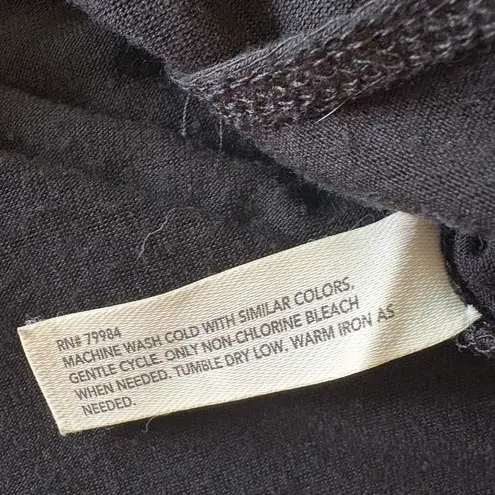 RN# 79984
MACHINE WASH COLD WITH SIMILAR COLORS,
GENTLE CYCLE. ONLY NON-CHLORINE BLEACH
WHEN NEEDED. TUMBLE DRY LOW. WARM IRON AS
NEEDED.